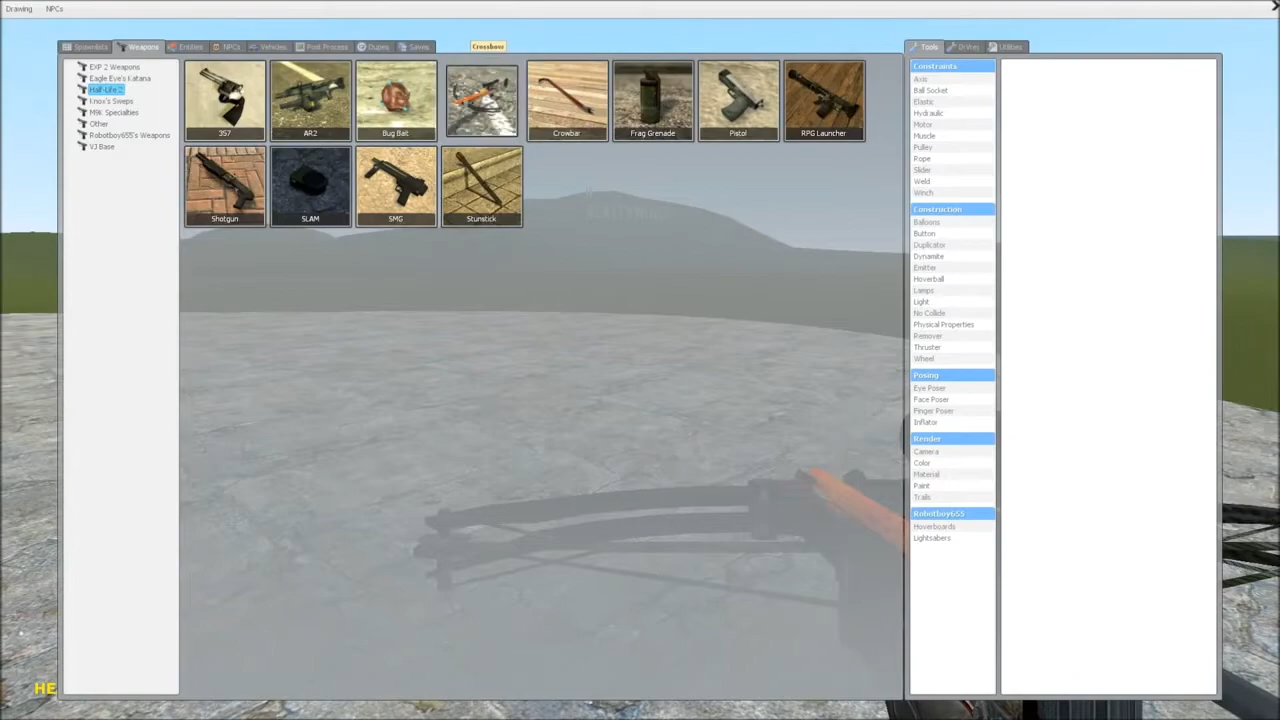 Drawing NPCs
Spawnlists Weapons Entities NPCs Vehicles Post Process Dupes Saves
Crossbow
EXP 2 Weapons
Eagle Eye's Katana
Half-Life 2
Knox's Sweps
M9k Specialties
Other
Robotboy655's Weapons
VJ Base
357 AR2 Bug Bait Crowbar Frag Grenade Pistol RPG Launcher
Shotgun SLAM SMG Stunstick
Tools Utilities
Constraints
Axis
Ball Socket
Elastic
Hydraulic
Motor
Muscle
Pulley
Rope
Slider
Weld
Winch
Construction
Balloons
Button
Duplicator
Dynamite
Emitter
Hoverball
Lamps
Light
No Collide
Physical Properties
Remover
Thruster
Wheel
Posing
Eye Poser
Face Poser
Finger Poser
Inflator
Render
Camera
Color
Material
Paint
Trails
Robotboy655
Hoverboards
Lightsabers
HE